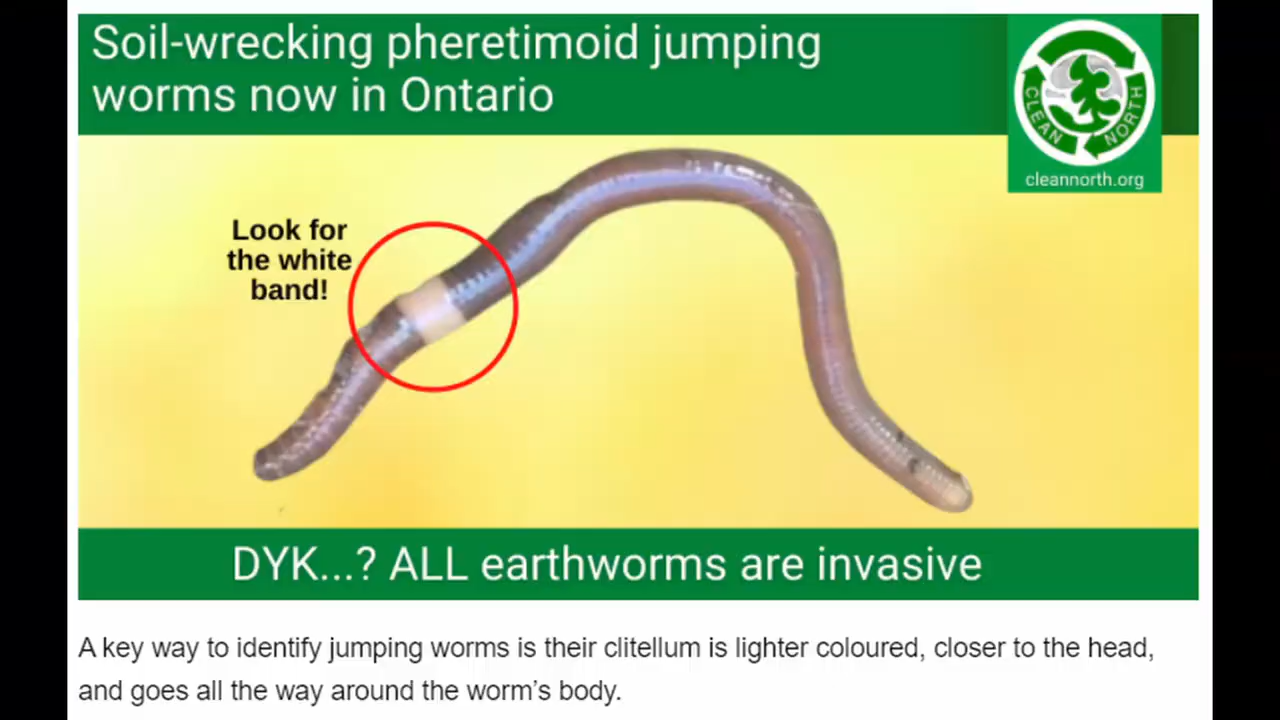 Soil-wrecking pheretimoid jumping
worms now in Ontario
CLEAN NORTH
cleannorth.org
Look for
the white
band!
DYK...? ALL earthworms are invasive
A key way to identify jumping worms is their clitellum is lighter coloured, closer to the head,
and goes all the way around the worm’s body.